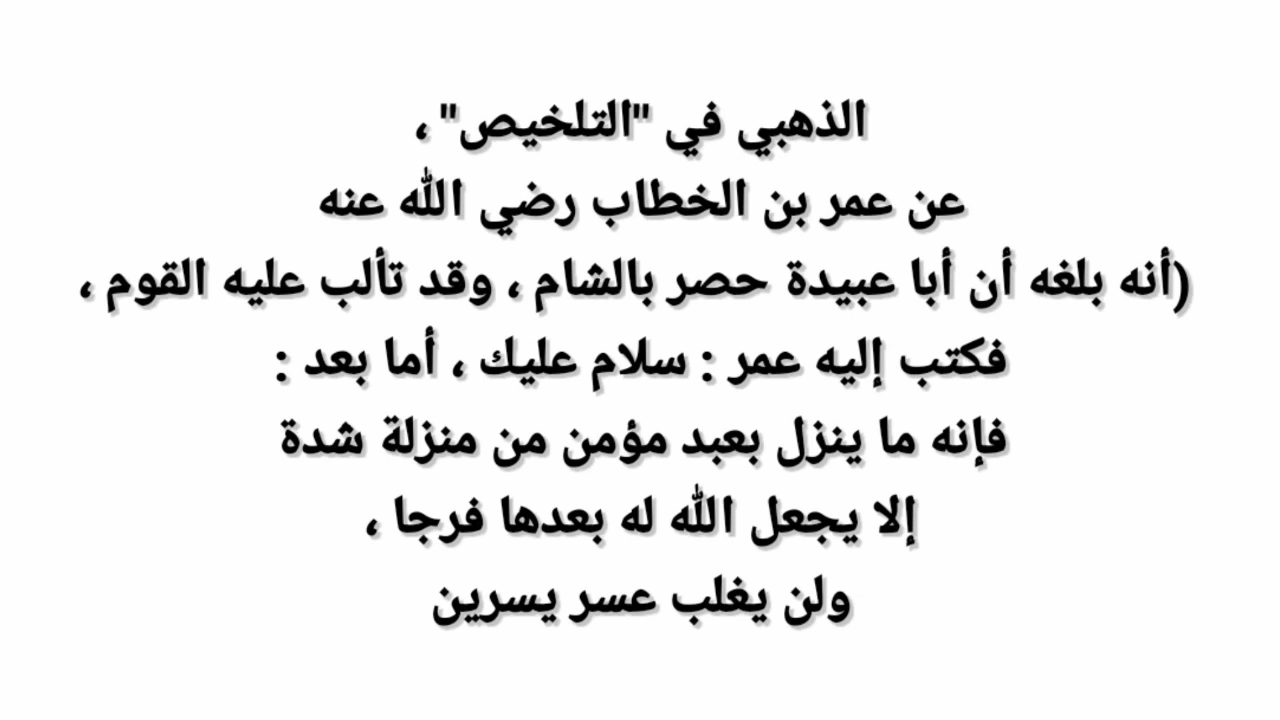 الذهبي في "التلخيص" ،
عن عمر بن الخطاب رضي الله عنه
(أنه بلغه أن أبا عبيدة حصر بالشام ، وقد تألب عليه القوم ،
فكتب إليه عمر : سلام عليك ، أما بعد :
فإنه ما ينزل بعبد مؤمن من منزلة شدة
إلا يجعل الله له بعدها فرجا ،
ولن يغلب عسر يسرين